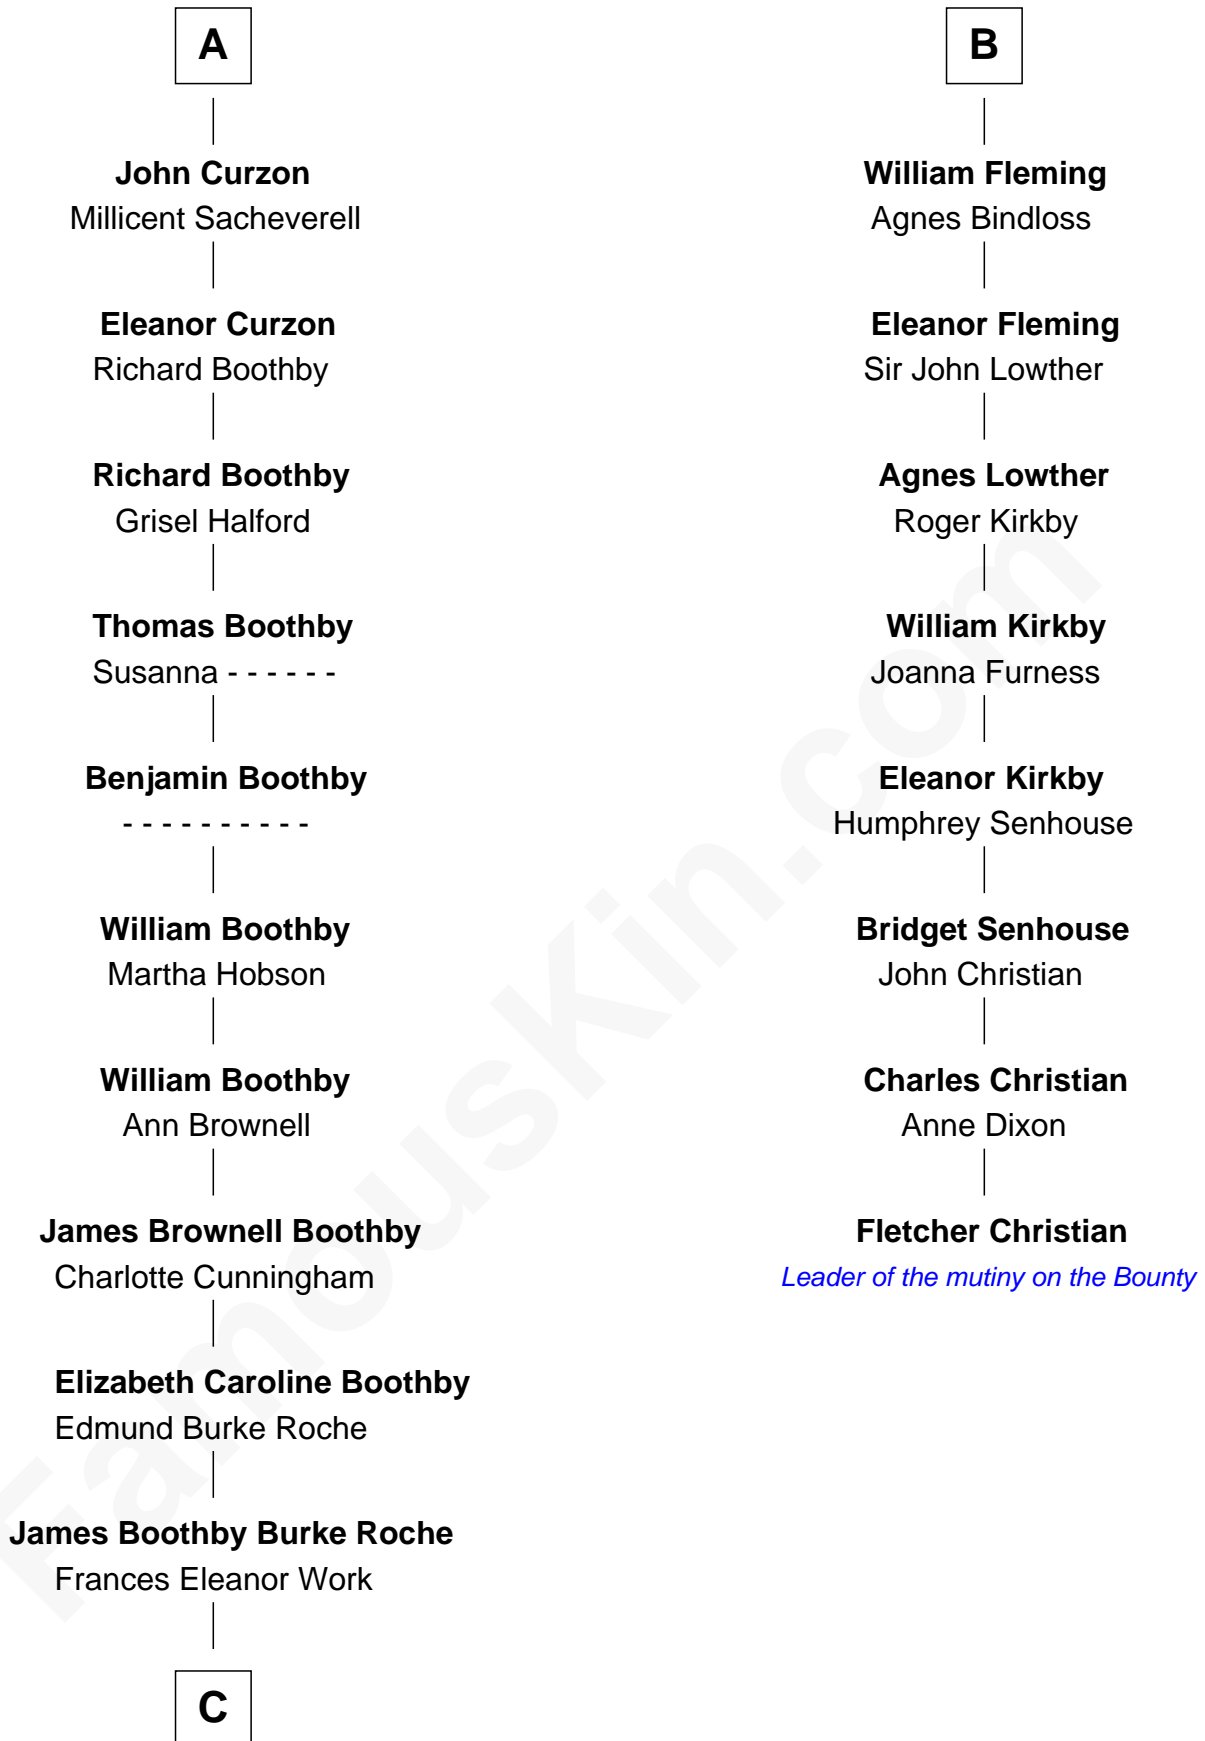 A
John Curzon
Millicent Sacheverell
Eleanor Curzon
Richard Boothby
Richard Boothby
Grisel Halford
Thomas Boothby
Susanna - - - - - -
Benjamin Boothby
- - - - - - - - - -
William Boothby
Martha Hobson
William Boothby
Ann Brownell
James Brownell Boothby
Charlotte Cunningham
Elizabeth Caroline Boothby
Edmund Burke Roche
James Boothby Burke Roche
Frances Eleanor Work
C
B
William Fleming
Agnes Bindloss
Eleanor Fleming
Sir John Lowther
Agnes Lowther
Roger Kirkby
William Kirkby
Joanna Furness
Eleanor Kirkby
Humphrey Senhouse
Bridget Senhouse
John Christian
Charles Christian
Anne Dixon
Fletcher Christian
Leader of the mutiny on the Bounty
FamousKin.com